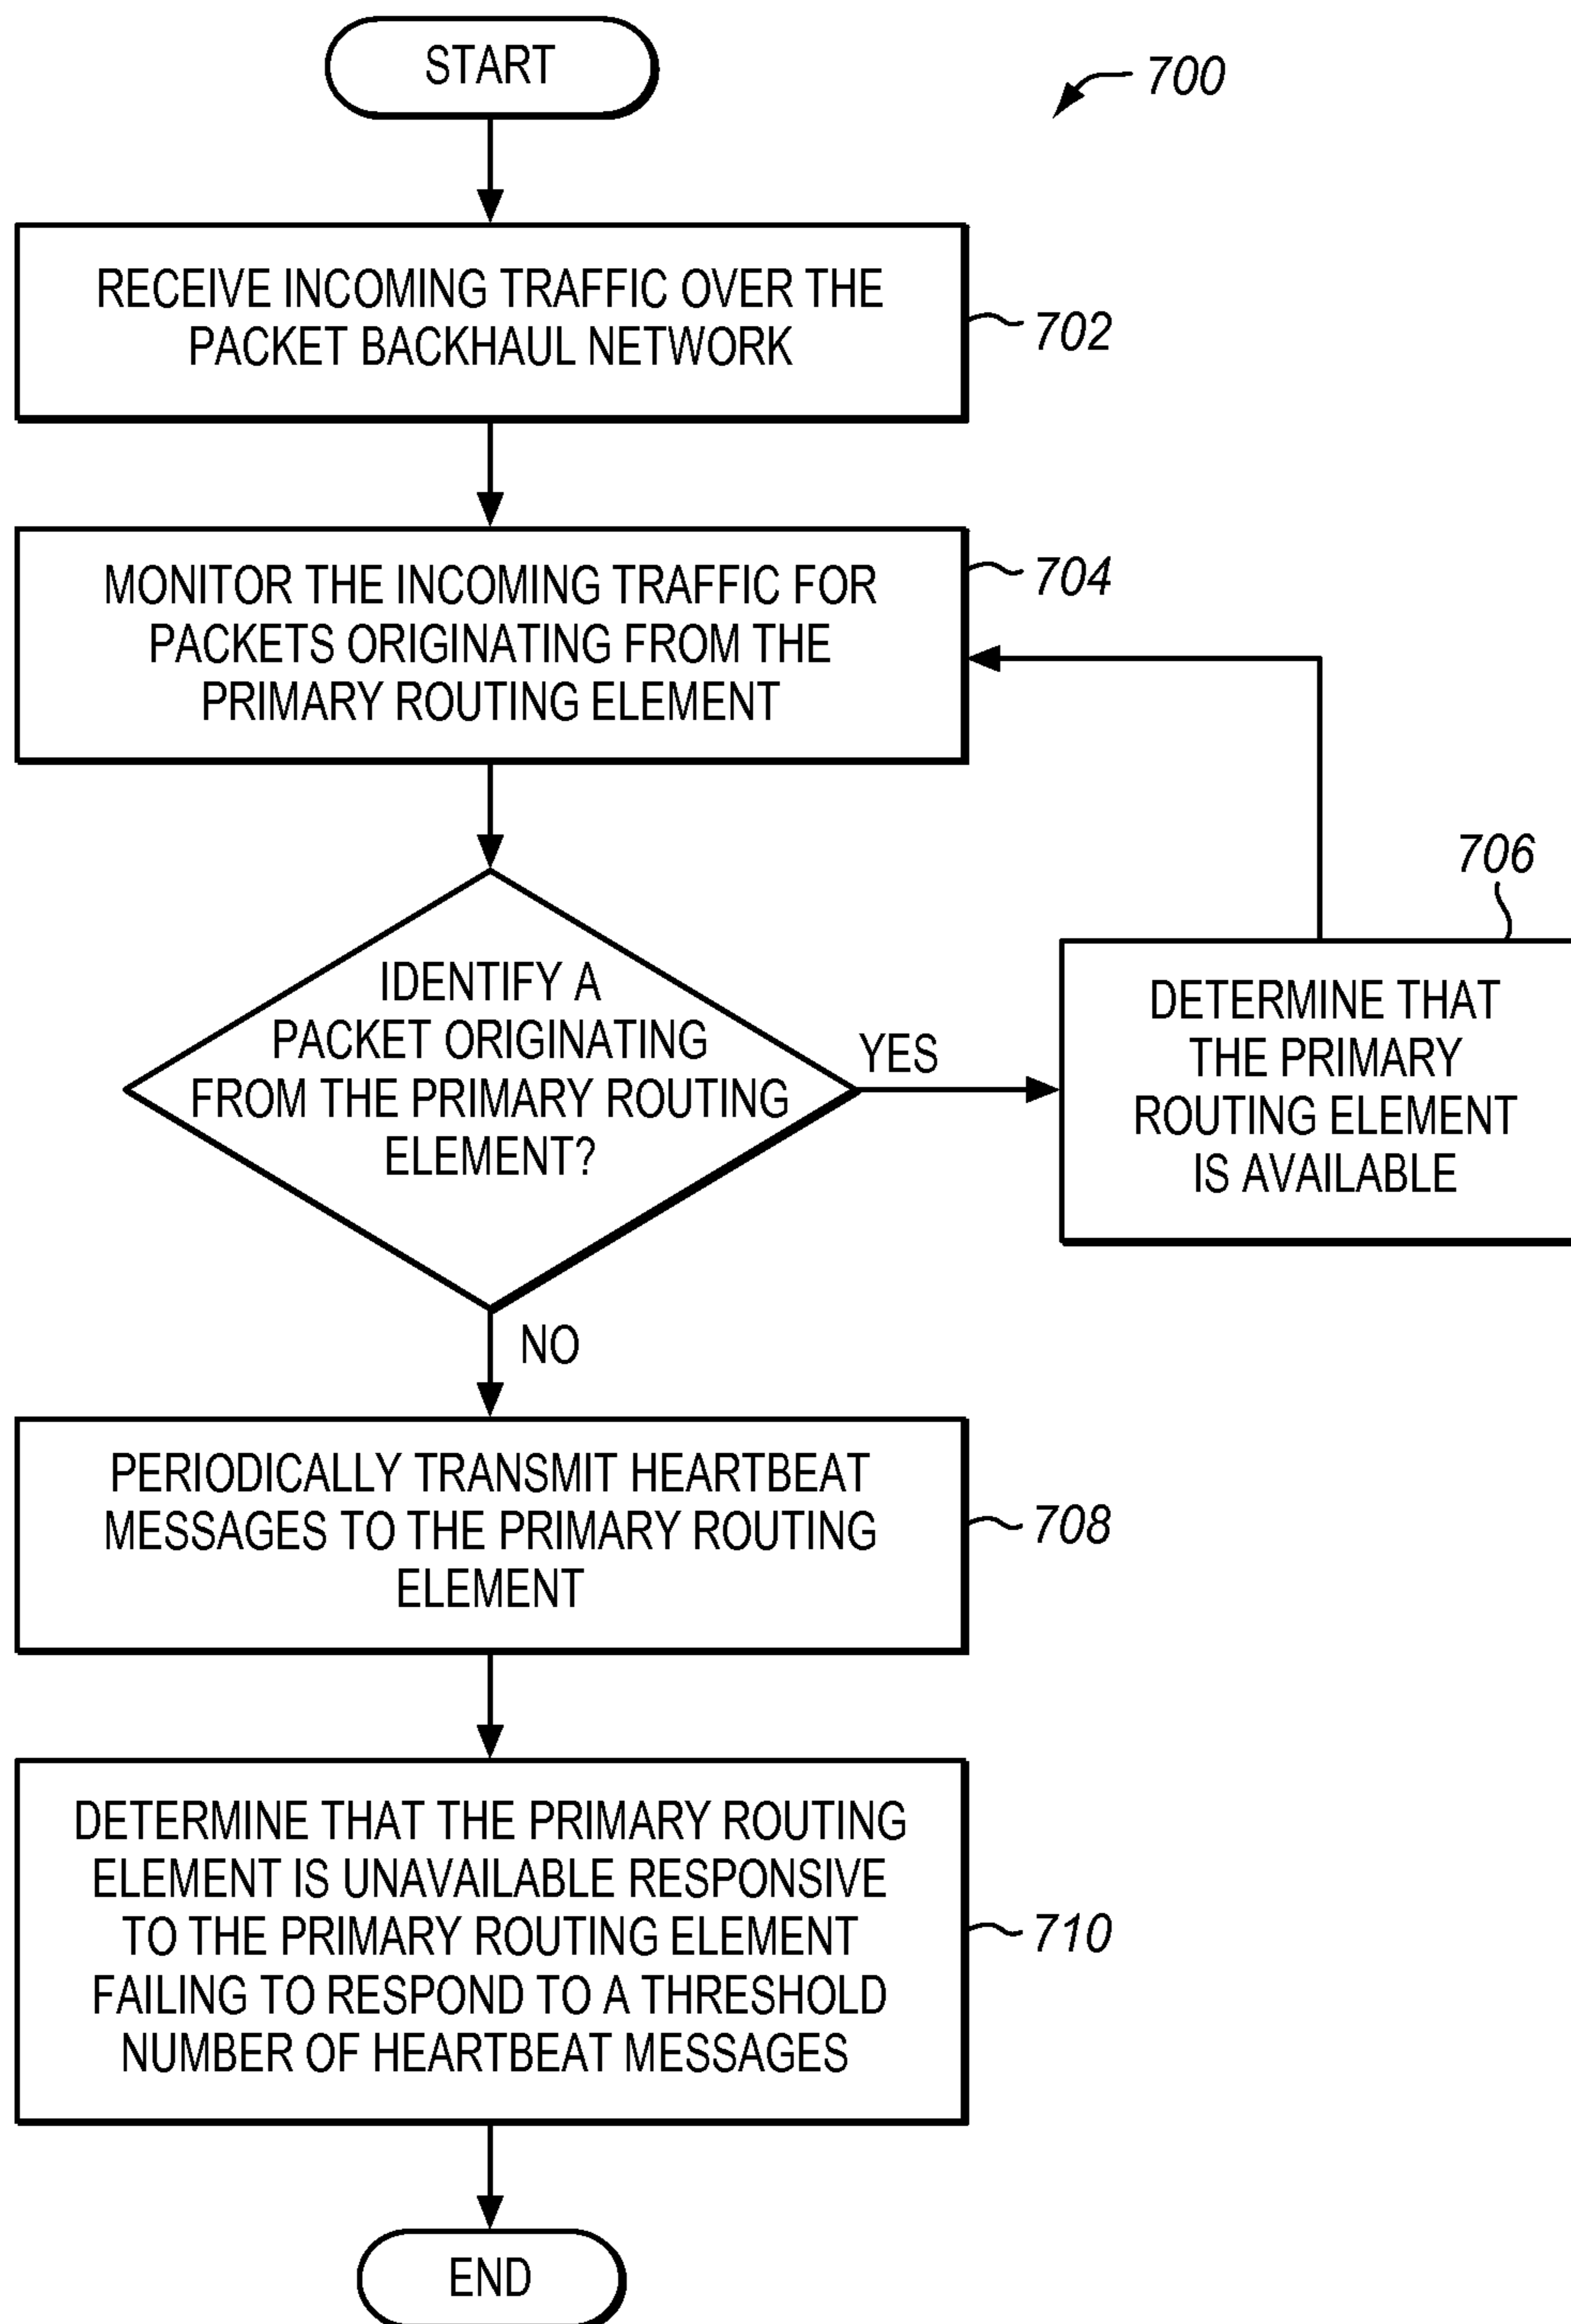 START
700
RECEIVE INCOMING TRAFFIC OVER THE
PACKET BACKHAUL NETWORK
702
MONITOR THE INCOMING TRAFFIC FOR
PACKETS ORIGINATING FROM THE
PRIMARY ROUTING ELEMENT
704
IDENTIFY A
PACKET ORIGINATING
FROM THE PRIMARY ROUTING
ELEMENT?
YES
706
DETERMINE THAT
THE PRIMARY
ROUTING ELEMENT
IS AVAILABLE
NO
PERIODICALLY TRANSMIT HEARTBEAT
MESSAGES TO THE PRIMARY ROUTING
ELEMENT
708
DETERMINE THAT THE PRIMARY ROUTING
ELEMENT IS UNAVAILABLE RESPONSIVE
TO THE PRIMARY ROUTING ELEMENT
FAILING TO RESPOND TO A THRESHOLD
NUMBER OF HEARTBEAT MESSAGES
710
END